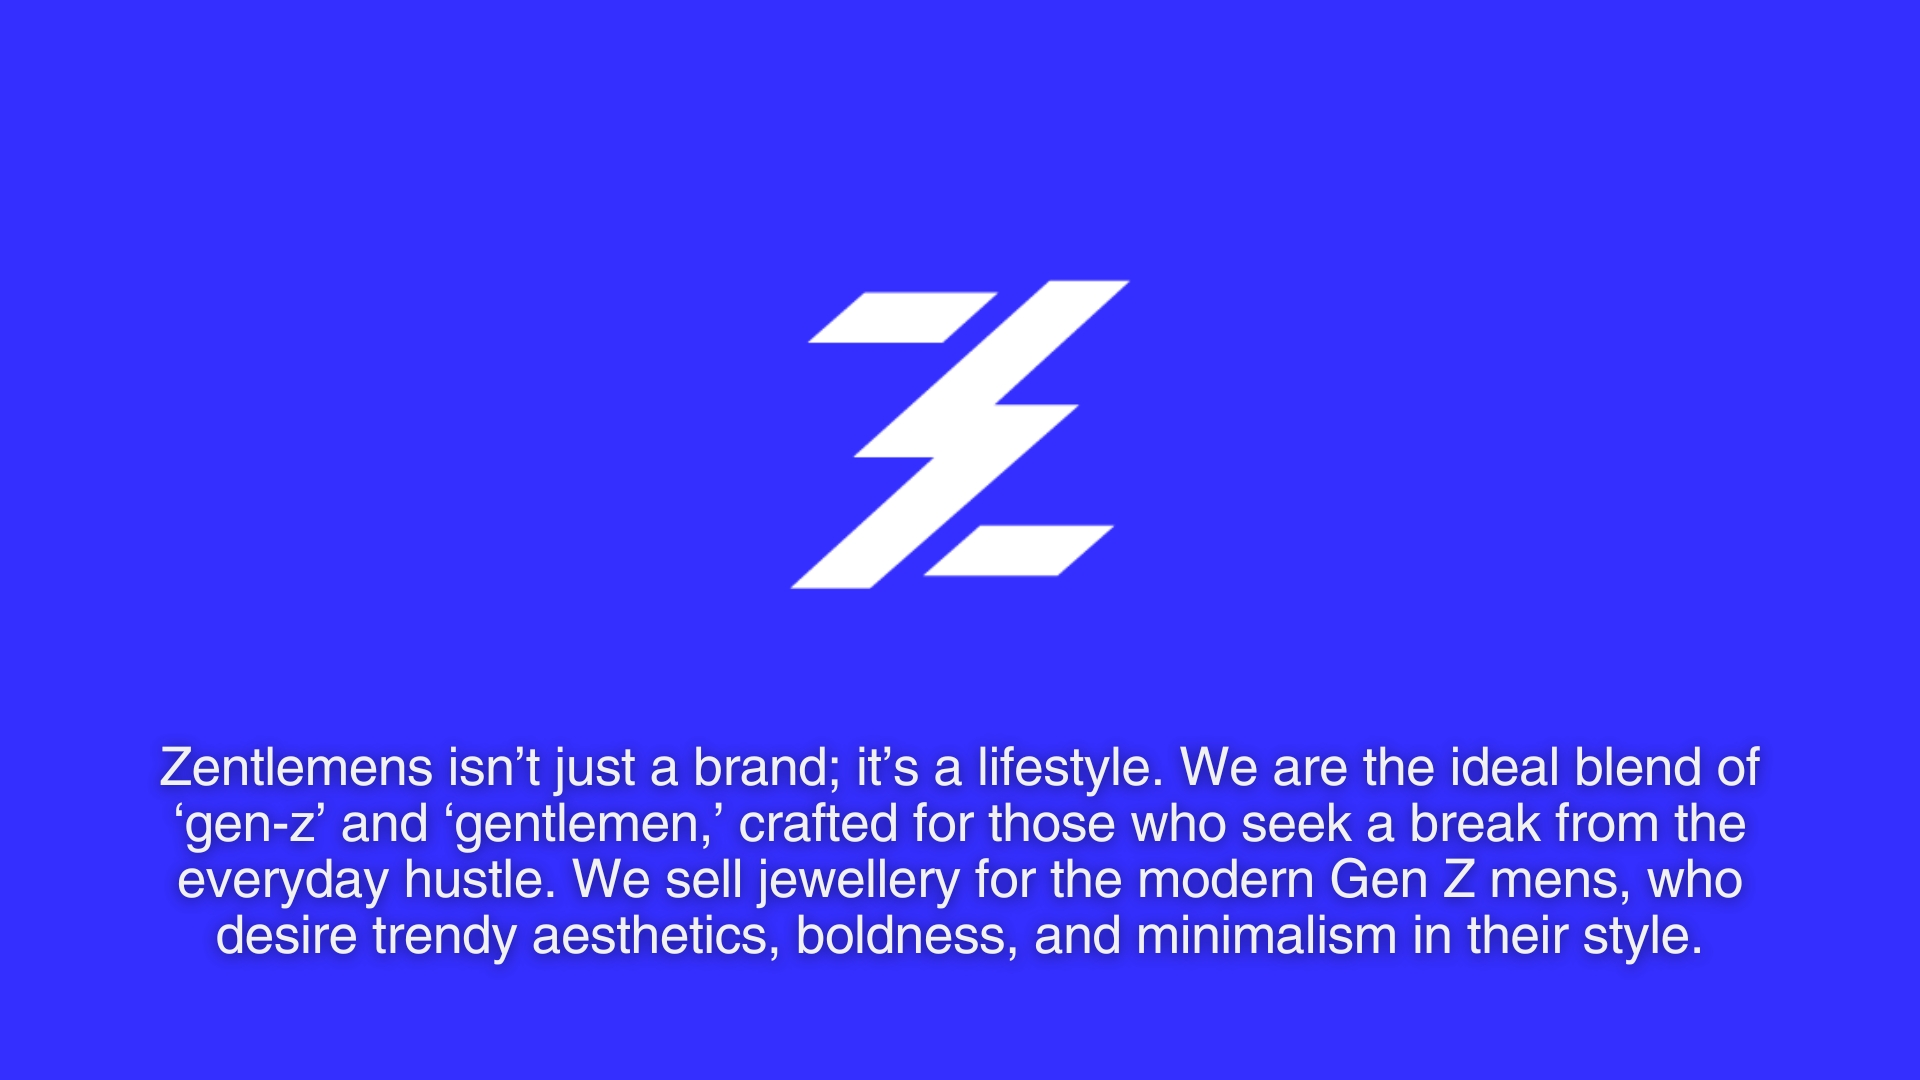 Zentlemens isn’t just a brand; it’s a lifestyle. We are the ideal blend of
‘gen-z’ and ‘gentlemen,’ crafted for those who seek a break from the
everyday hustle. We sell jewellery for the modern Gen Z mens, who
desire trendy aesthetics, boldness, and minimalism in their style.